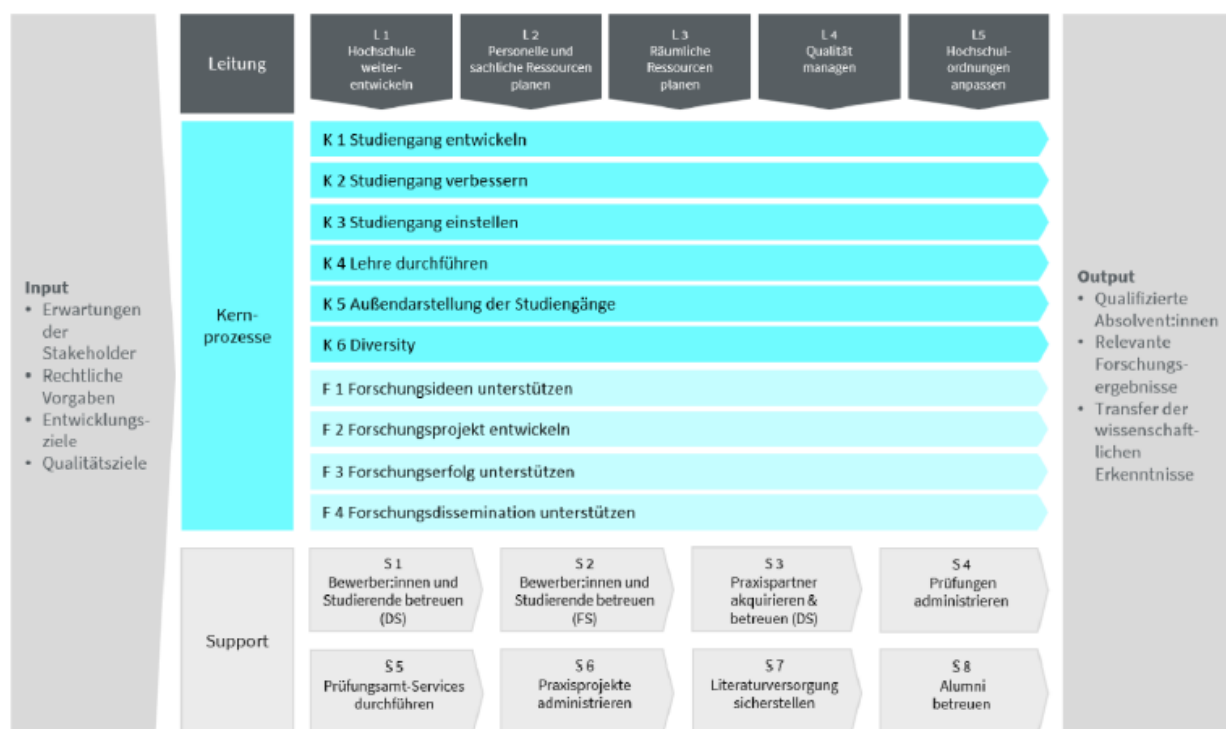 Input
• Erwartungen
der
Stakeholder
• Rechtliche
Vorgaben
• Entwicklungs-
ziele
• Qualitätsziele
Leitung
L 1
Hochschule
weiter-
entwickeln
L 2
Personelle und
sachliche Ressourcen
planen
L 3
Räumliche
Ressourcen
planen
L 4
Qualität
managen
L5
Hochschul-
ordnungen
anpassen
Kern-
prozesse
K 1 Studiengang entwickeln
K 2 Studiengang verbessern
K 3 Studiengang einstellen
K 4 Lehre durchführen
K 5 Außendarstellung der Studiengänge
K 6 Diversity
F 1 Forschungsideen unterstützen
F 2 Forschungsprojekt entwickeln
F 3 Forschungserfolg unterstützen
F 4 Forschungsdissemination unterstützen
Support
S 1
Bewerber:innen und
Studierende betreuen
(DS)
S 2
Bewerber:innen und
Studierende betreuen
(FS)
S 3
Praxispartner
akquirieren &
betreuen (DS)
S 4
Prüfungen
administrieren
S 5
Prüfungsamt-Services
durchführen
S 6
Praxisprojekte
administrieren
S 7
Literaturversorgung
sicherstellen
S 8
Alumni
betreuen
Output
• Qualifizierte
Absolvent:innen
• Relevante
Forschungs-
ergebnisse
• Transfer der
wissenschaft-
lichen
Erkenntnisse